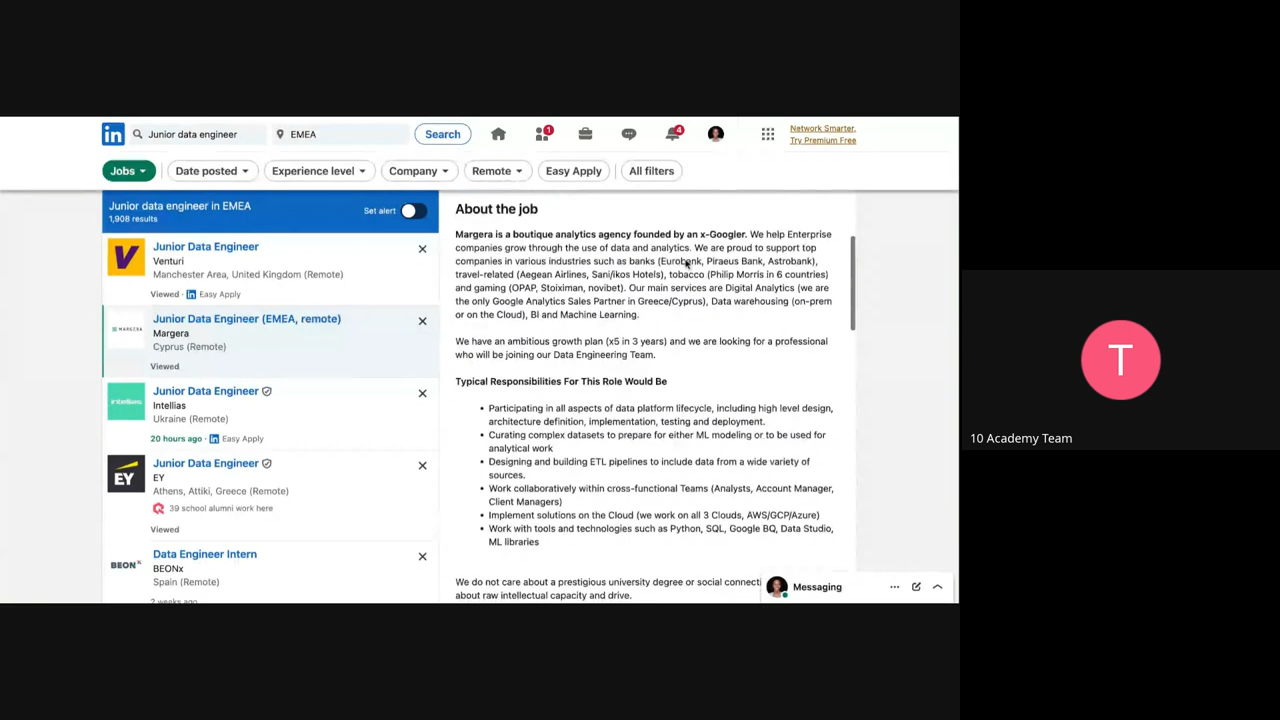 in
Junior data engineer
EMEA
Search
1
4
Network Smarter,
Try Premium Free
Jobs
Date posted
Experience level
Company
Remote
Easy Apply
All filters
Junior data engineer in EMEA
1,908 results
Set alert
V
Junior Data Engineer
Venturi
Manchester Area, United Kingdom (Remote)
Viewed · in Easy Apply
MARGERA
Junior Data Engineer (EMEA, remote)
Margera
Cyprus (Remote)
Viewed
intellias
Junior Data Engineer
Intellias
Ukraine (Remote)
20 hours ago · in Easy Apply
EY
Junior Data Engineer
EY
Athens, Attiki, Greece (Remote)
39 school alumni work here
Viewed
BEONx
Data Engineer Intern
BEONx
Spain (Remote)
2 weeks ago
About the job
Margera is a boutique analytics agency founded by an x-Googler. We help Enterprise
companies grow through the use of data and analytics. We are proud to support top
companies in various industries such as banks (Eurobank, Piraeus Bank, Astrobank),
travel-related (Aegean Airlines, Sani/ikos Hotels), tobacco (Philip Morris in 6 countries)
and gaming (OPAP, Stoiximan, novibet). Our main services are Digital Analytics (we are
the only Google Analytics Sales Partner in Greece/Cyprus), Data warehousing (on-prem
or on the Cloud), BI and Machine Learning.
We have an ambitious growth plan (x5 in 3 years) and we are looking for a professional
who will be joining our Data Engineering Team.
Typical Responsibilities For This Role Would Be
• Participating in all aspects of data platform lifecycle, including high level design,
architecture definition, implementation, testing and deployment.
• Curating complex datasets to prepare for either ML modeling or to be used for
analytical work
• Designing and building ETL pipelines to include data from a wide variety of
sources.
• Work collaboratively within cross-functional Teams (Analysts, Account Manager,
Client Managers)
• Implement solutions on the Cloud (we work on all 3 Clouds, AWS/GCP/Azure)
• Work with tools and technologies such as Python, SQL, Google BQ, Data Studio,
ML libraries
We do not care about a prestigious university degree or social connecti
about raw intellectual capacity and drive.
Messaging
T
10 Academy Team